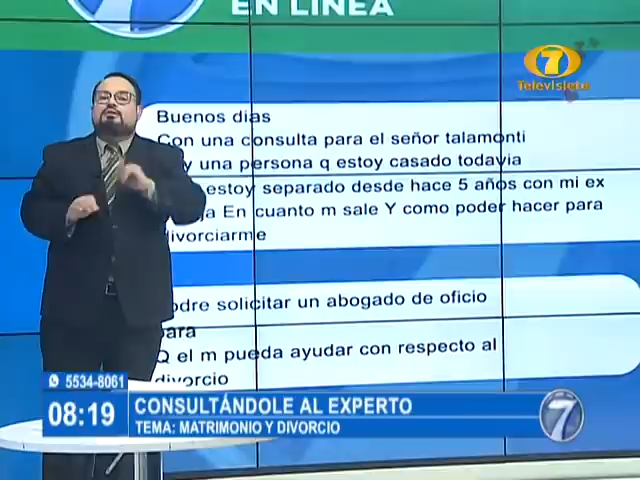 EN LÍNEA
7
Televisiete
Buenos dias
Con una consulta para el señor talamonti
y una persona q estoy casado todavia
estoy separado desde hace 5 años con mi ex
En cuanto m sale Y como poder hacer para
divorciarme
odre solicitar un abogado de oficio
para
Q el m pueda ayudar con respecto al
divorcio
5534-8061
08:19
CONSULTÁNDOLE AL EXPERTO
TEMA: MATRIMONIO Y DIVORCIO
7